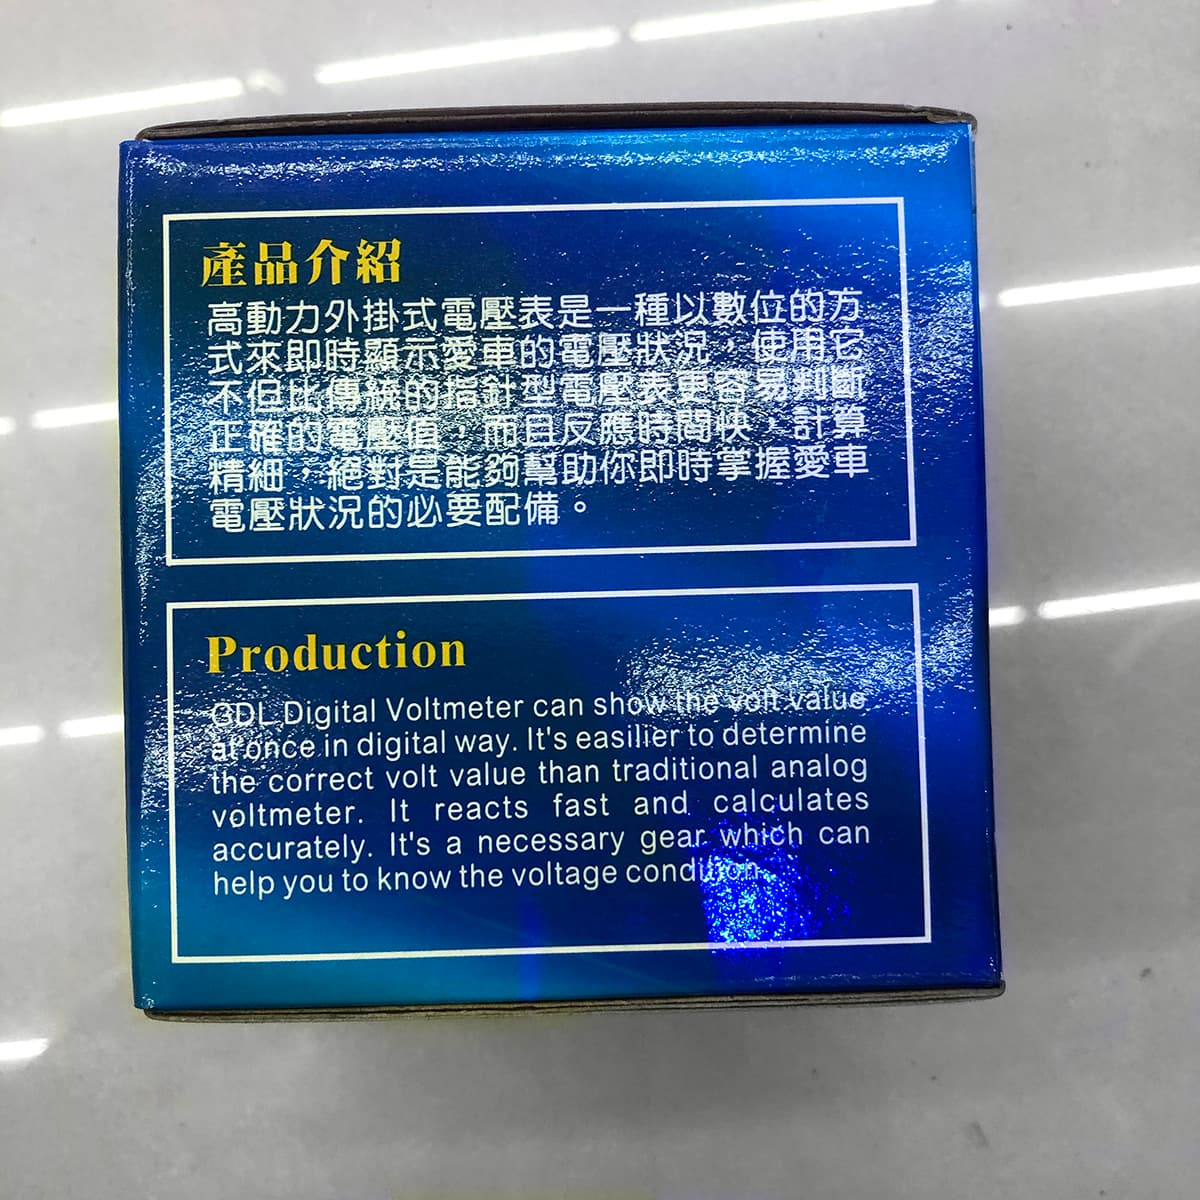 產品介紹
高動力外掛式電壓表是一種以數位的方
式來即時顯示愛車的電壓狀況，使用它
不但比傳統的指針型電壓表更容易判斷
正確的電壓值，而且反應時間快，計算
精細，絕對是能夠幫助你即時掌握愛車
電壓狀況的必要配備。
Production
GDL Digital Voltmeter can show the volt value
at once in digital way. It's easilier to determine
the correct volt value than traditional analog
voltmeter. It reacts fast and calculates
accurately. It's a necessary gear which can
help you to know the voltage condition.